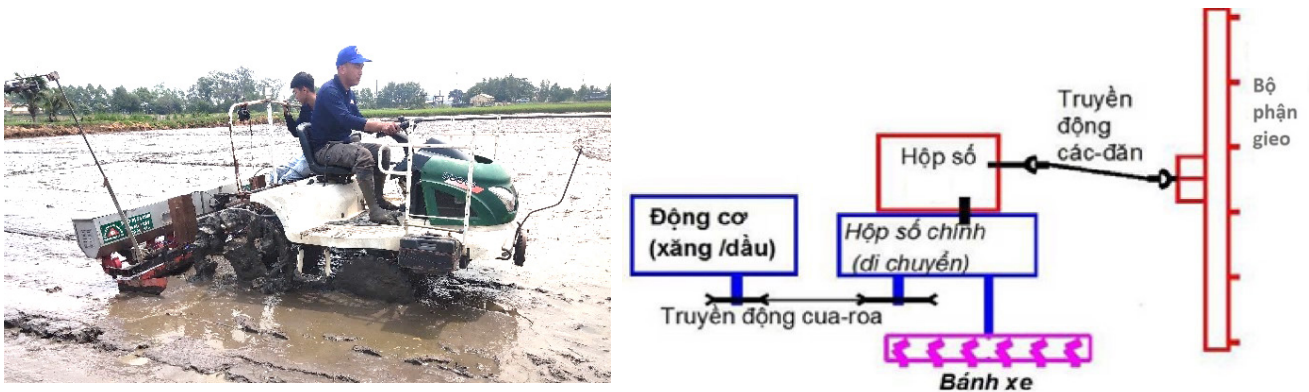 Bộ
phận
gieo
Truyền
động
các-đăn
Hộp số
Động cơ
(xăng /dầu)
Hộp số chính
(di chuyển)
Truyền động cua-roa
Bánh xe